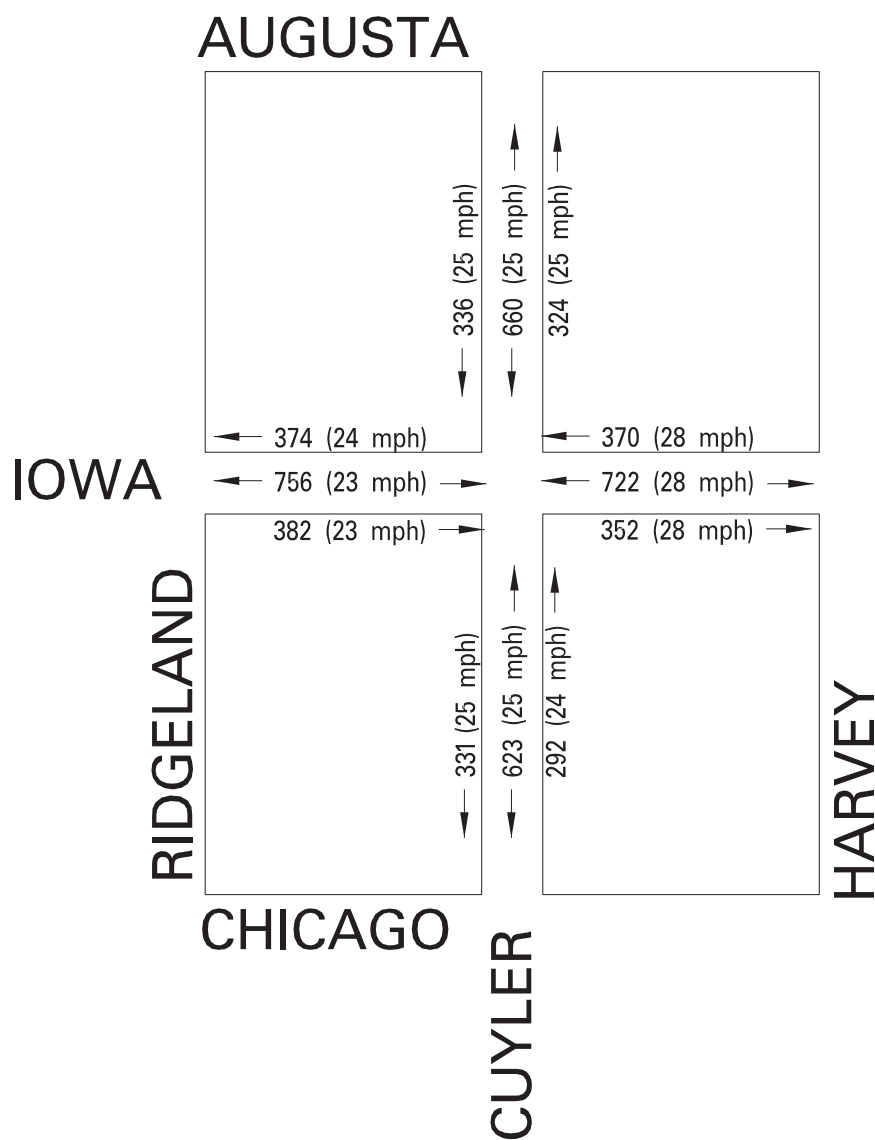 AUGUSTA
336 (25 mph)
660 (25 mph)
324 (25 mph)
374 (24 mph)
370 (28 mph)
IOWA
756 (23 mph)
722 (28 mph)
382 (23 mph)
352 (28 mph)
RIDGELAND
331 (25 mph)
623 (25 mph)
292 (24 mph)
HARVEY
CHICAGO
CUYLER